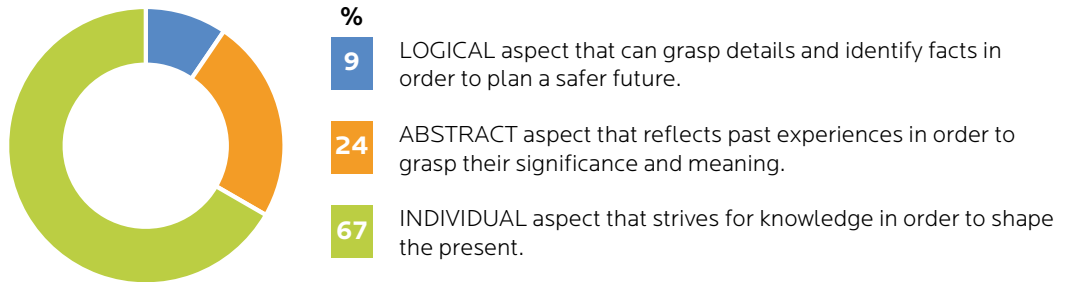 %
9
LOGICAL aspect that can grasp details and identify facts in
order to plan a safer future.
24
ABSTRACT aspect that reflects past experiences in order to
grasp their significance and meaning.
67
INDIVIDUAL aspect that strives for knowledge in order to shape
the present.